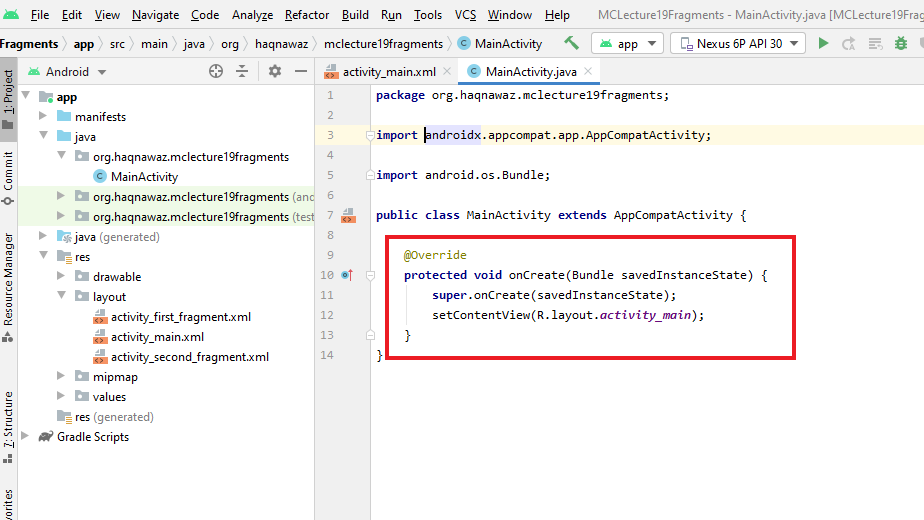 File Edit View Navigate Code Analyze Refactor Build Run Tools VCS Window Help MCLecture19Fragments - MainActivity.java [MCLecture19Frag
Fragments app src main java org haqnawaz mclecture19fragments MainActivity app Nexus 6P API 30
1: Project
Commit
Resource Manager
7: Structure
vorites
Android
app
manifests
java
org.haqnawaz.mclecture19fragments
MainActivity
org.haqnawaz.mclecture19fragments (and
org.haqnawaz.mclecture19fragments (test
java (generated)
res
drawable
layout
activity_first_fragment.xml
activity_main.xml
activity_second_fragment.xml
mipmap
values
res (generated)
Gradle Scripts
activity_main.xml MainActivity.java
1 package org.haqnawaz.mclecture19fragments;
2
3 import androidx.appcompat.app.AppCompatActivity;
4
5 import android.os.Bundle;
6
7 public class MainActivity extends AppCompatActivity {
8
9 @Override
10 protected void onCreate(Bundle savedInstanceState) {
11 super.onCreate(savedInstanceState);
12 setContentView(R.layout.activity_main);
13 }
14 }